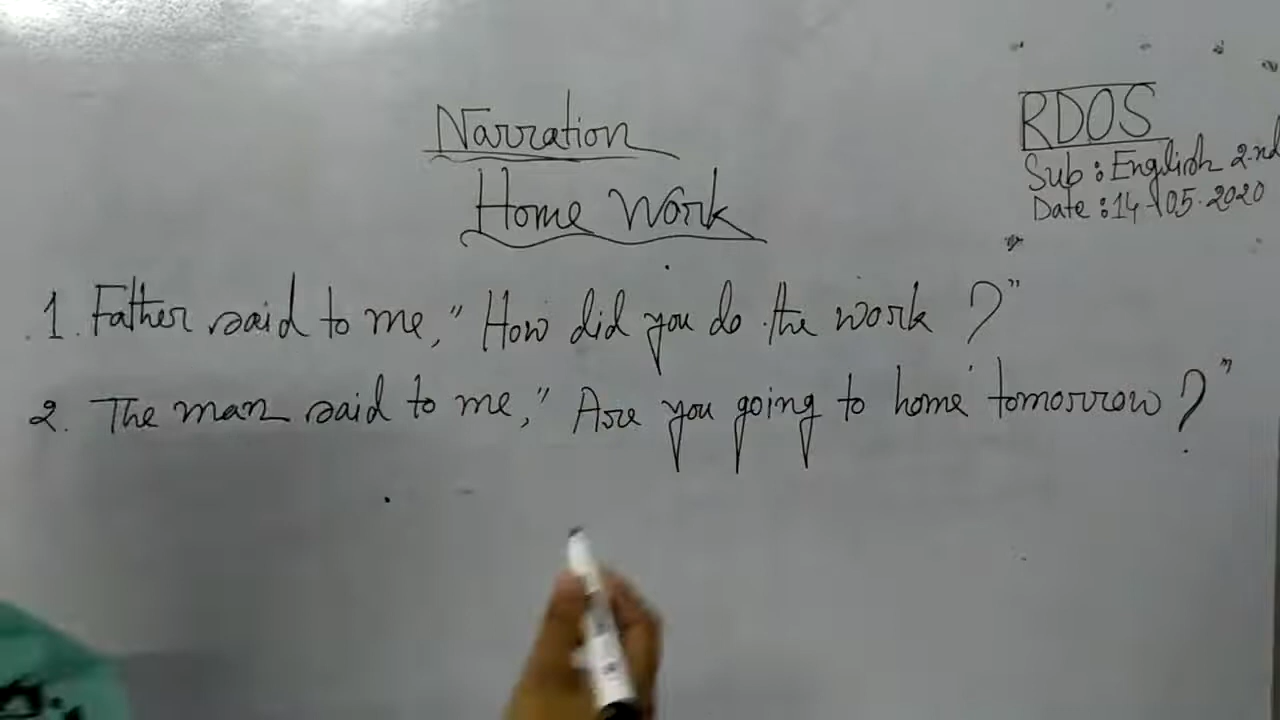 Narration
Home Work
RDOS
Sub : English 2nd
Date : 14.05.2020
1. Father said to me, "How did you do the work ?"
2. The man said to me, "Are you going to home tomorrow ?"